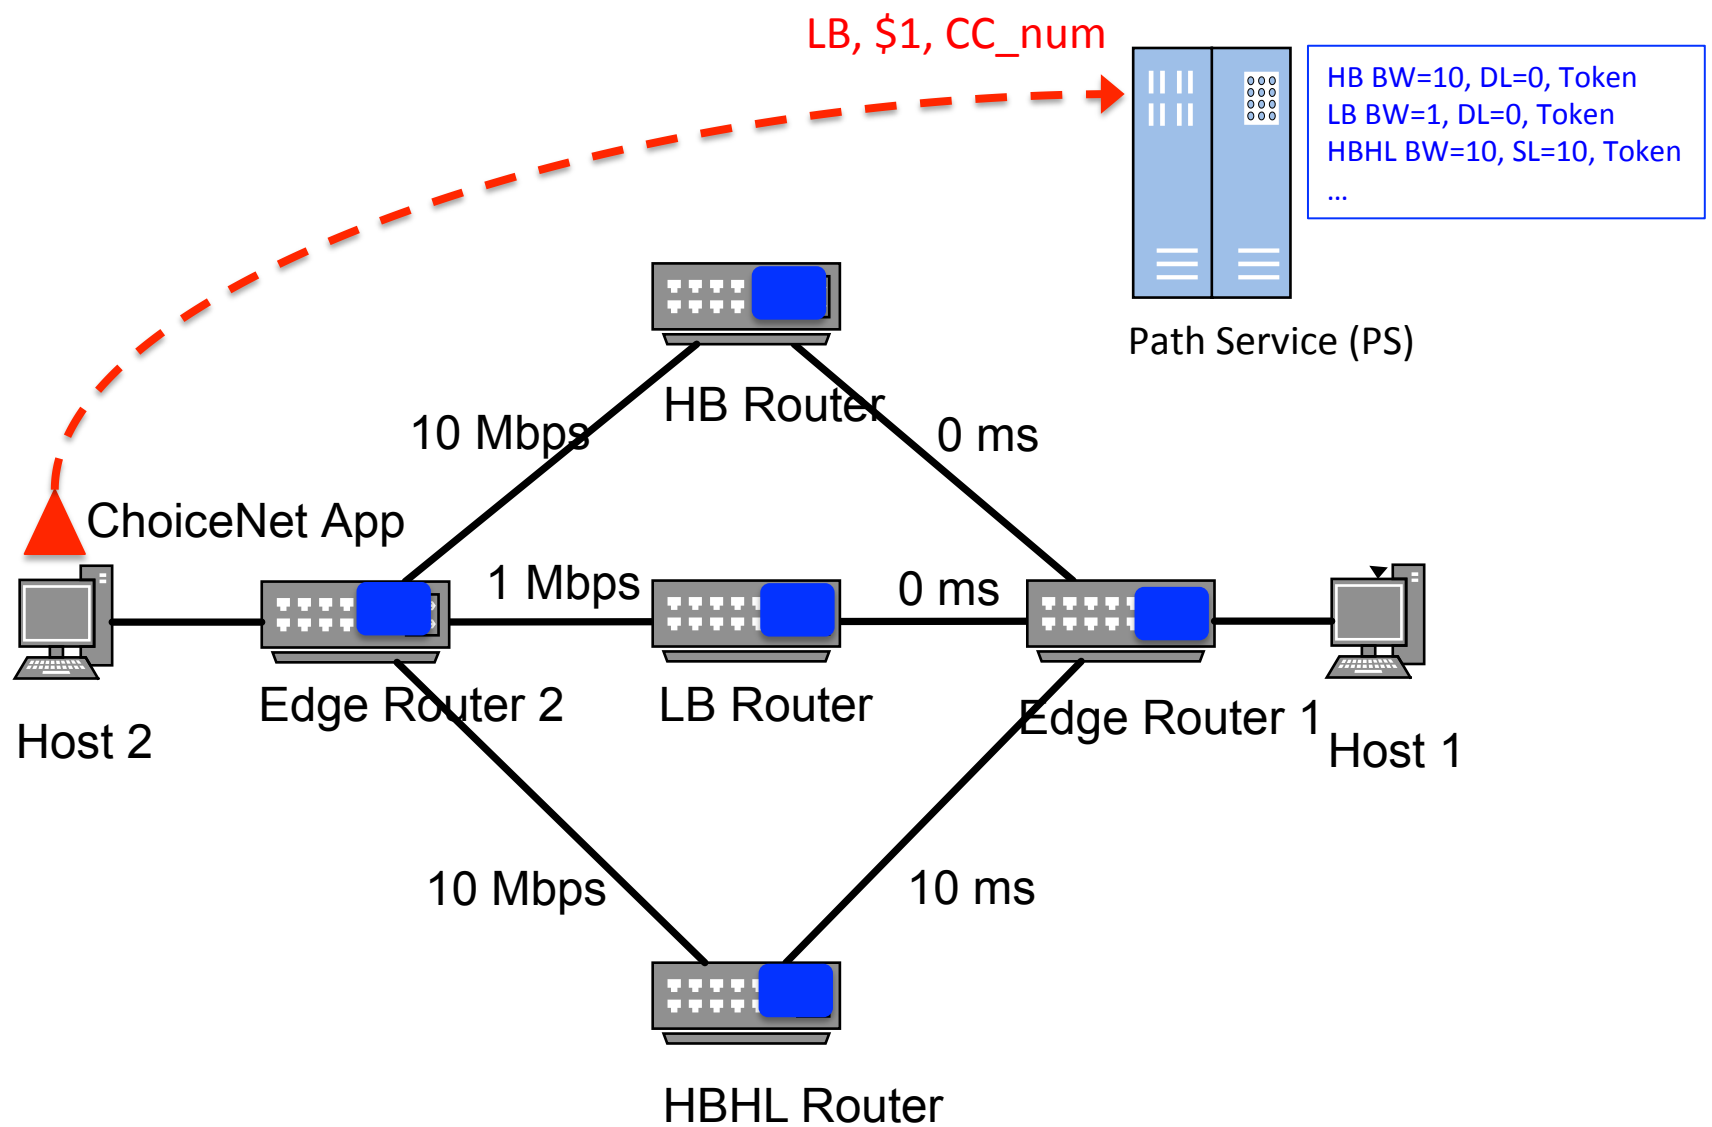 LB, $1, CC_num
HB BW=10, DL=0, Token
LB BW=1, DL=0, Token
HBHL BW=10, SL=10, Token
...
Path Service (PS)
HB Router
10 Mbps
0 ms
ChoiceNet App
1 Mbps
0 ms
Edge Router 2
LB Router
Edge Router 1
Host 2
Host 1
10 Mbps
10 ms
HBHL Router